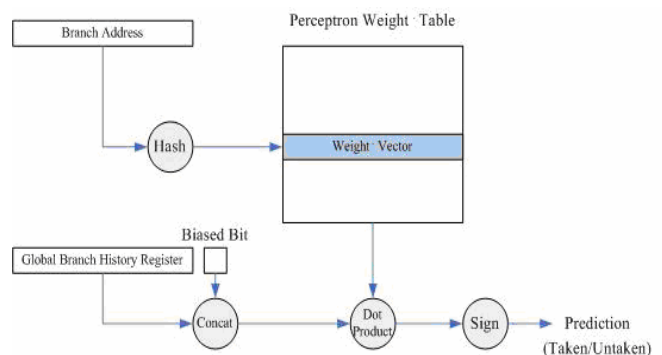 Perceptron Weight Table
Branch Address
Hash
Weight Vector
Biased Bit
Global Branch History Register
Concat
Dot
Product
Sign
Prediction
(Taken/Untaken)